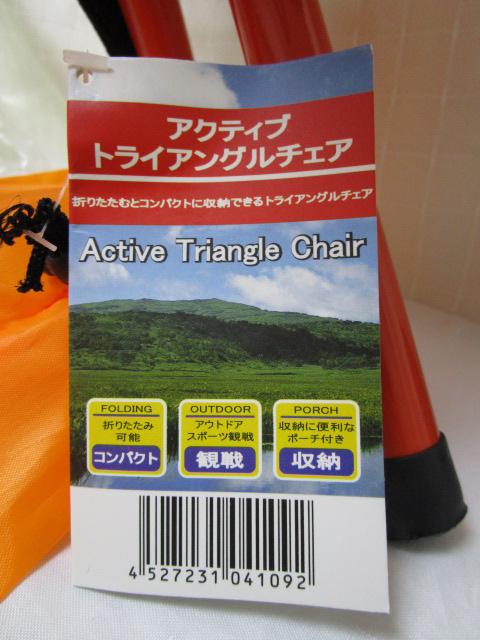 アクティブ
トライアングルチェア
折りたたむとコンパクトに収納できるトライアングルチェア
Active Triangle Chair
FOLDING
折りたたみ
可能
コンパクト
OUTDOOR
アウトドア
スポーツ観戦
観戦
PORCH
収納に便利な
ポーチ付き
収納
4 527231 041092